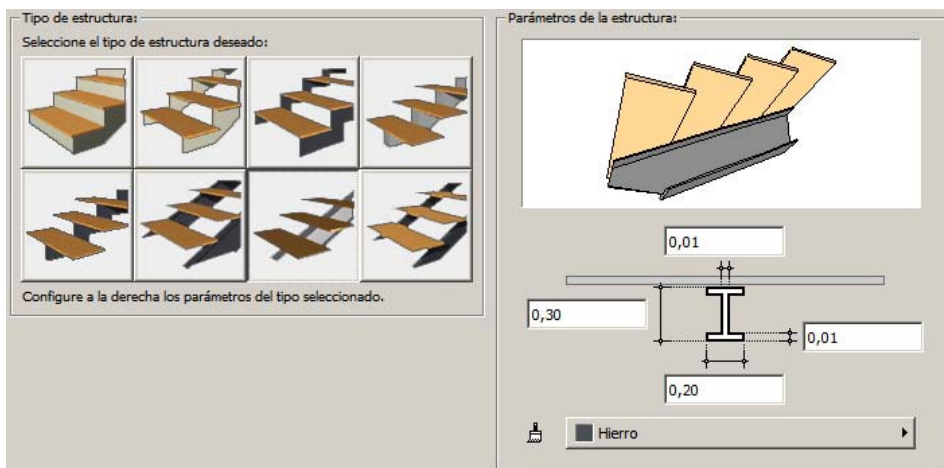 Tipo de estructura:
Seleccione el tipo de estructura deseado:
Configure a la derecha los parámetros del tipo seleccionado.
Parámetros de la estructura:
0,01
0,30
0,01
0,20
Hierro